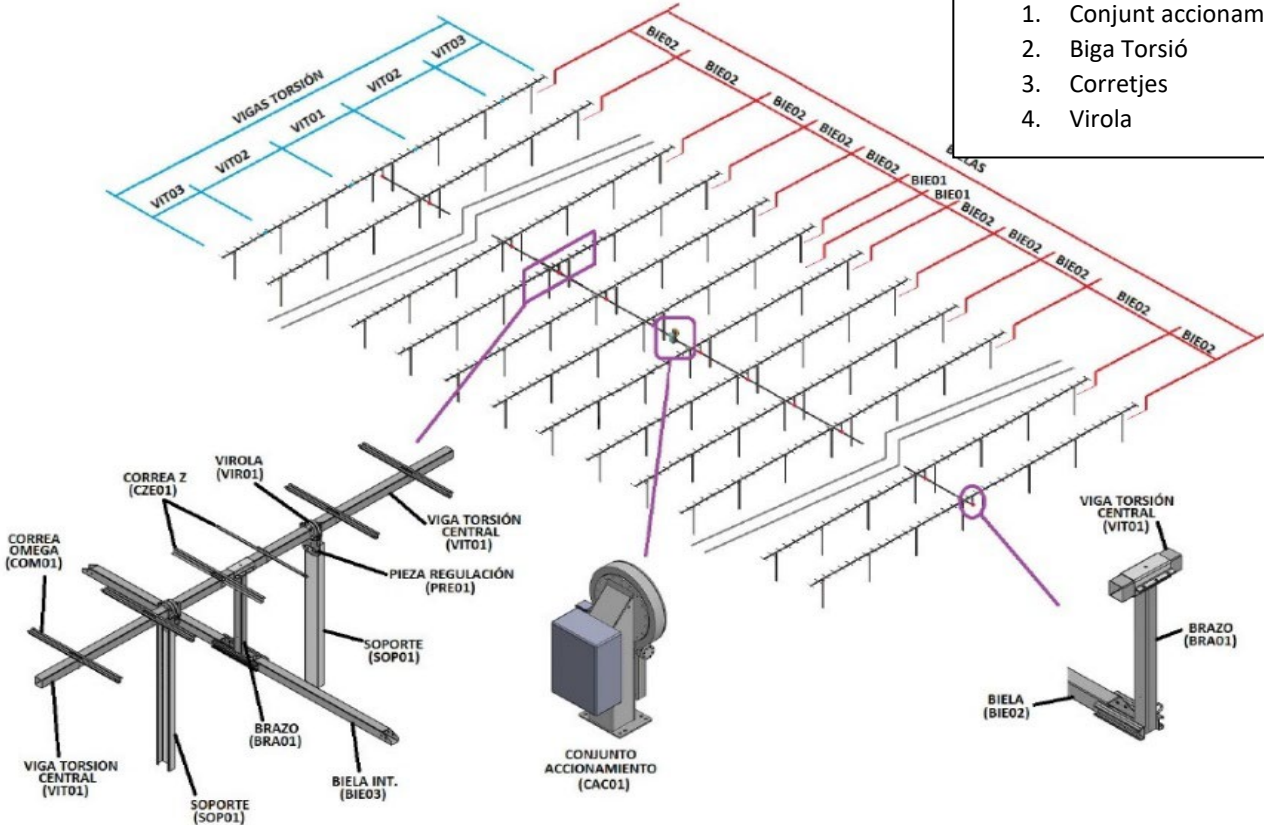 1. Conjunt accionam
2. Biga Torsió
3. Corretjes
4. Virola
VIGAS TORSIÓN
VIT03
VIT02
VIT01
VIT02
VIT03
BIE02
BIE02
BIE02
BIE02
BIE02
BIE01
BIE01
BIE02
BIE02
BIE02
BIE02
BIE02
VIROLA
(VIR01)
CORREA Z
(CZE01)
CORREA
OMEGA
(COM01)
VIGA TORSIÓN
CENTRAL
(VIT01)
PIEZA REGULACIÓN
(PRE01)
SOPORTE
(SOP01)
BRAZO
(BRA01)
BIELA INT.
(BIE03)
VIGA TORSION
CENTRAL
(VIT01)
SOPORTE
(SOP01)
CONJUNTO
ACCIONAMIENTO
(CAC01)
VIGA TORSIÓN
CENTRAL
(VIT01)
BRAZO
(BRA01)
BIELA
(BIE02)